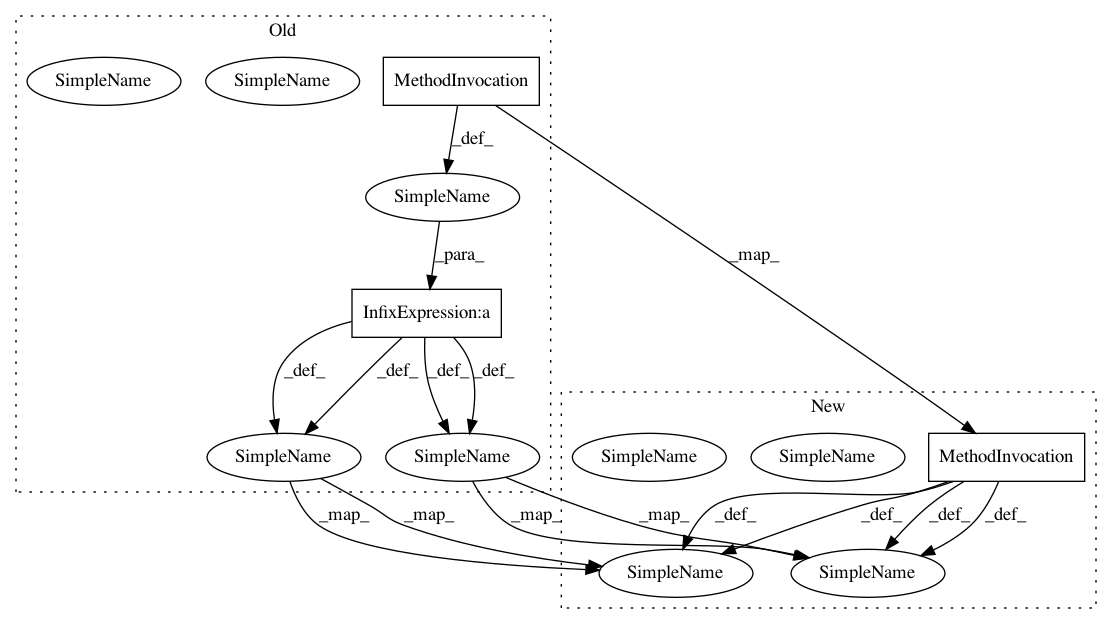 Old
SimpleName
SimpleName
MethodInvocation
_def_
SimpleName
_para_
_map_
InfixExpression:a
_def_
_def_
_def_
_def_
New
SimpleName
SimpleName
SimpleName
SimpleName
MethodInvocation
_map_
_map_
_map_
_map_
_def_
_def_
_def_
_def_
SimpleName
SimpleName